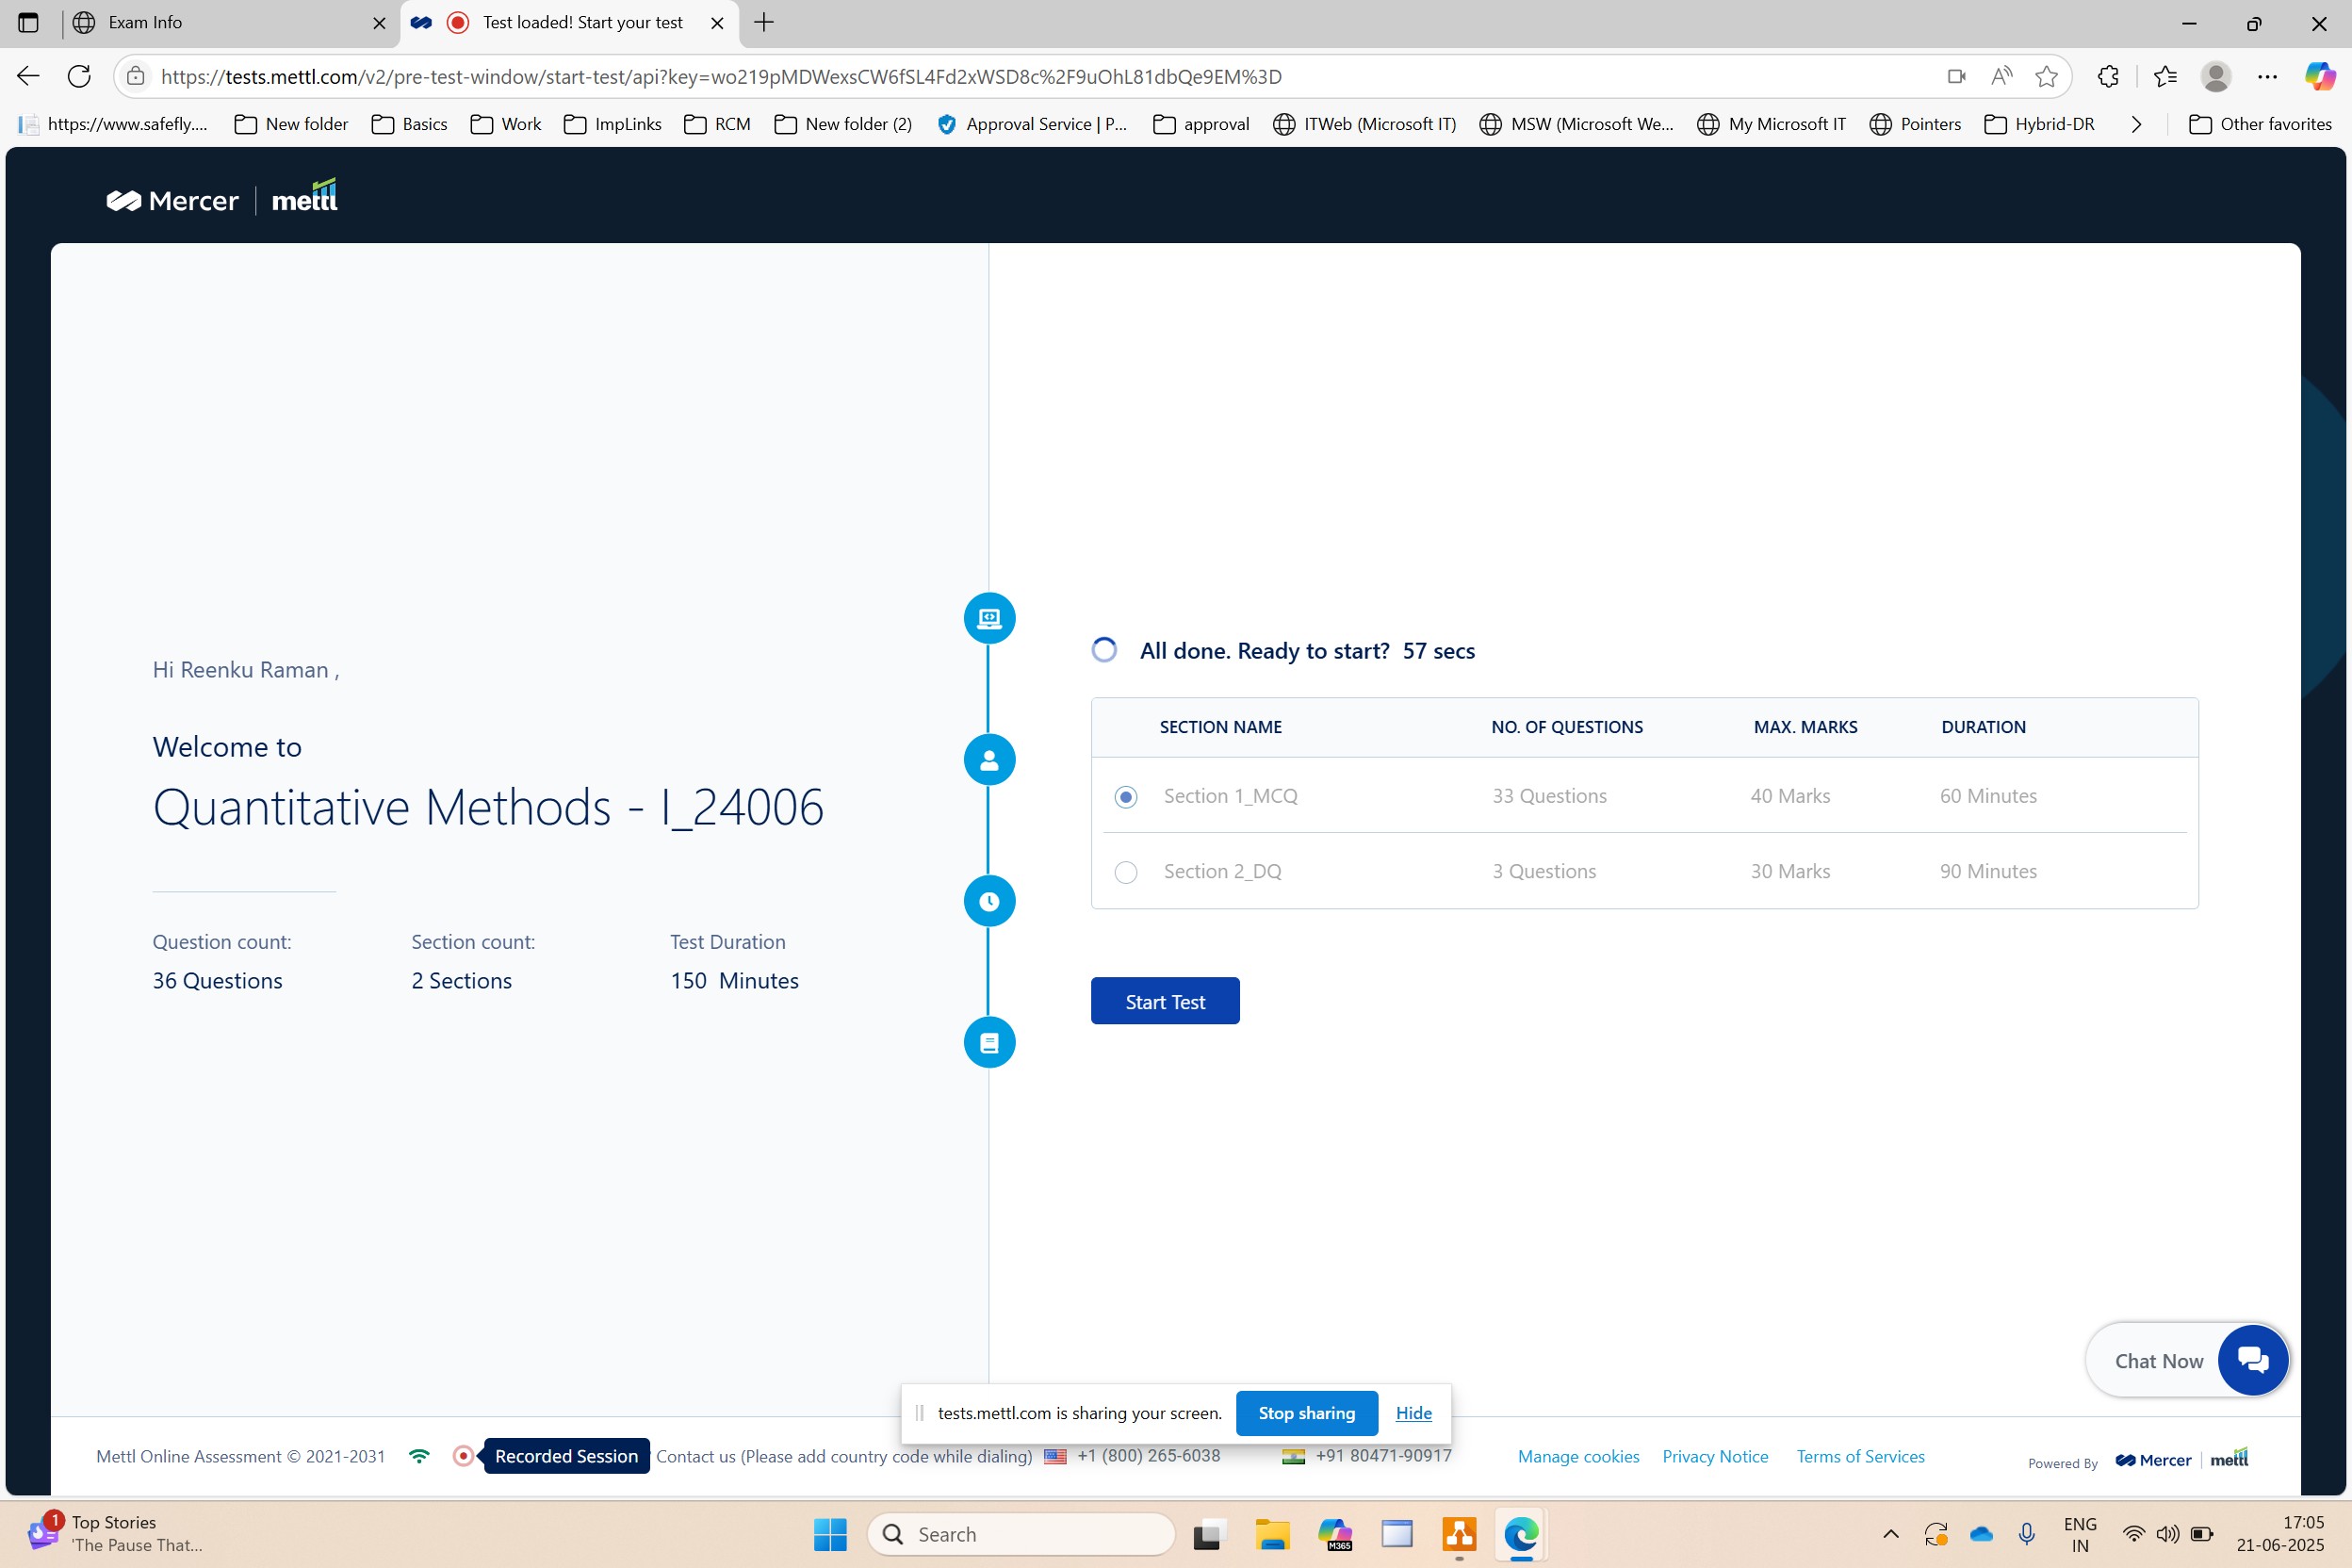 Exam Info
Test loaded! Start your test
https://tests.mettl.com/v2/pre-test-window/start-test/api?key=wo219pMDWexsCW6fSL4Fd2xWSD8c%2F9uOhL81dbQe9EM%3D
https://www.safefly.... New folder Basics Work ImpLinks RCM New folder (2) Approval Service | P... approval ITWeb (Microsoft IT) MSW (Microsoft We... My Microsoft IT Pointers Hybrid-DR Other favorites
Mercer | mettl
Hi Reenku Raman ,
Welcome to
Quantitative Methods - I_24006
Question count: Section count: Test Duration
36 Questions 2 Sections 150 Minutes
All done. Ready to start? 57 secs
SECTION NAME NO. OF QUESTIONS MAX. MARKS DURATION
Section 1_MCQ 33 Questions 40 Marks 60 Minutes
Section 2_DQ 3 Questions 30 Marks 90 Minutes
Start Test
Chat Now
tests.mettl.com is sharing your screen. Stop sharing Hide
Mettl Online Assessment © 2021-2031 Recorded Session Contact us (Please add country code while dialing) +1 (800) 265-6038 +91 80471-90917 Manage cookies Privacy Notice Terms of Services Powered By Mercer | mettl
1 Top Stories
'The Pause That...
Search
M365
ENG
IN
17:05
21-06-2025